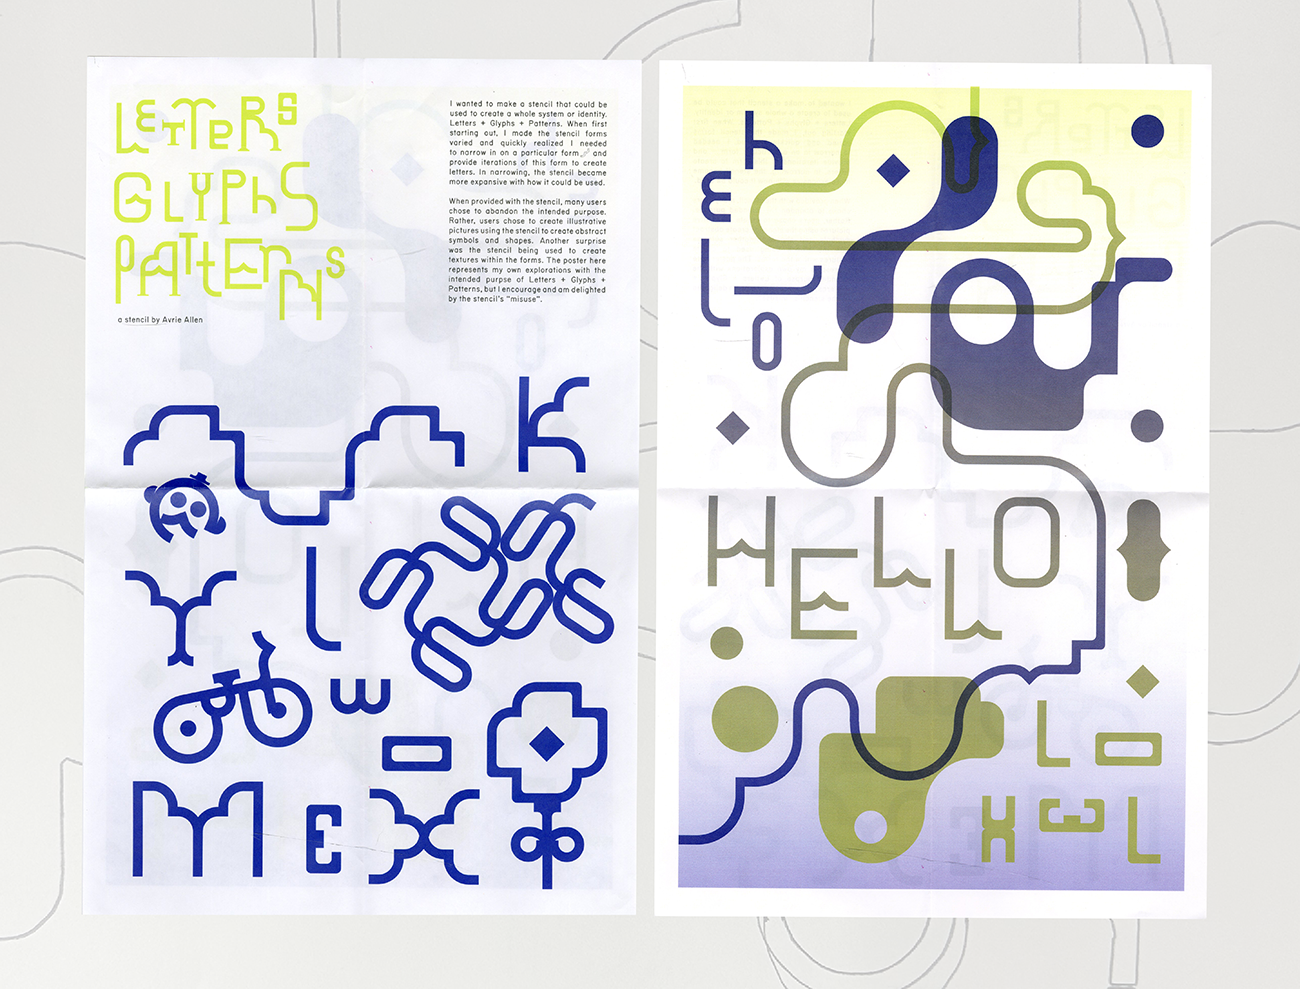 LeTTeRS
GLYPhS
PATtERNs
a stencil by Avrie Allen
I wanted to make a stencil that could be
used to create a whole system or identity.
Letters + Glyphs + Patterns. When first
starting out, I made the stencil forms
varied and quickly realized I needed
to narrow in on a particular form and
provide iterations of this form to create
letters. In narrowing, the stencil became
more expansive with how it could be used.
When provided with the stencil, many users
chose to abandon the intended purpose.
Rather, users chose to create illustrative
pictures using the stencil to create abstract
symbols and shapes. Another surprise
was the stencil being used to create
textures within the forms. The poster here
represents my own explorations with the
intended purpse of Letters + Glyphs +
Patterns, but I encourage and am delighted
by the stencil's "misuse".
K
Y L
w
M E X
h
E
L L
O
HELLO
L O
H E L